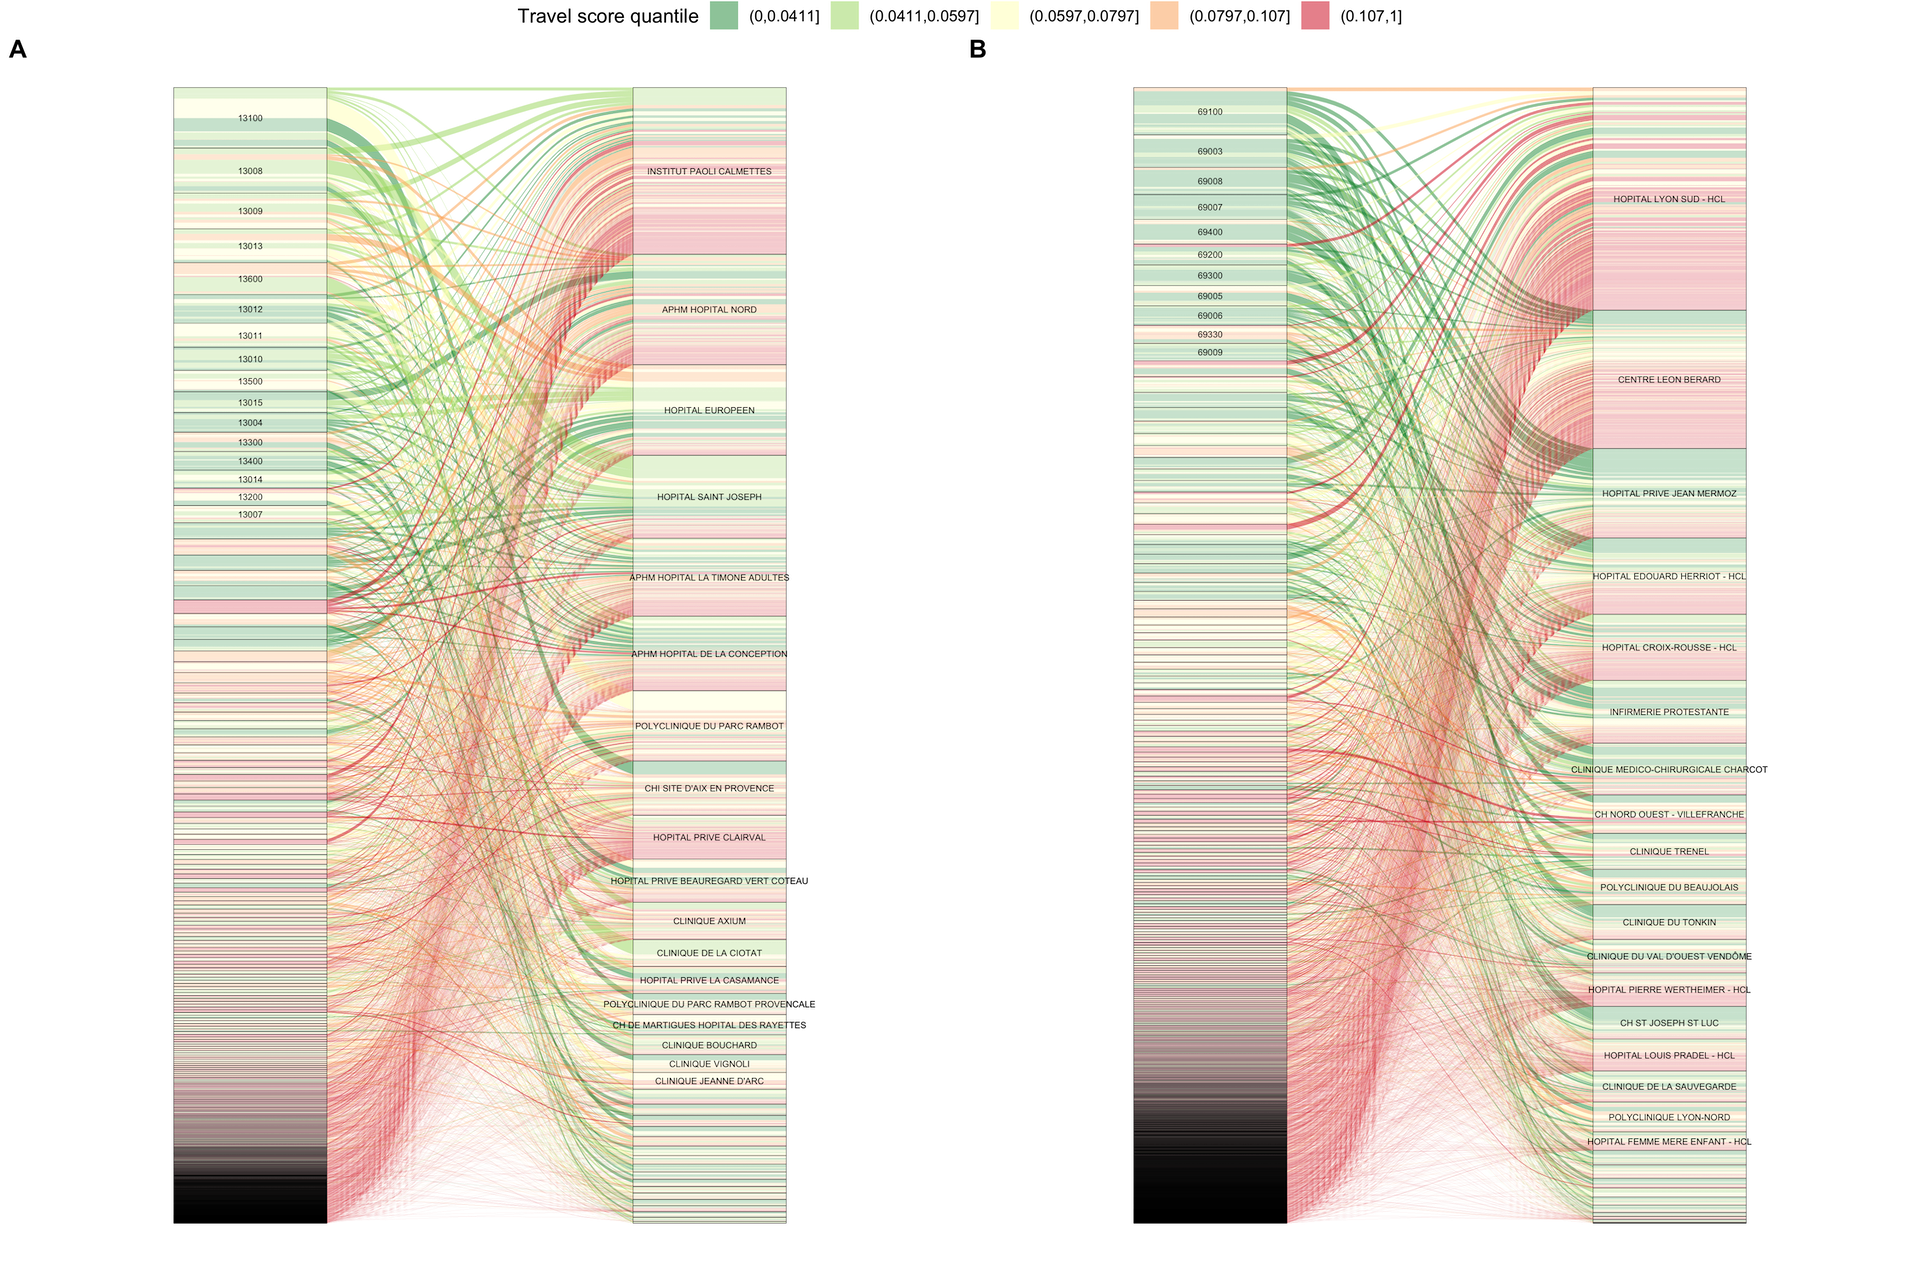 Travel score quantile (0,0.0411] (0.0411,0.0597] (0.0597,0.0797] (0.0797,0.107] (0.107,1]
A
13100
13008
13009
13013
13600
13012
13011
13010
13500
13015
13004
13300
13400
13014
13200
13007
INSTITUT PAOLI CALMETTES
APHM HOPITAL NORD
HOPITAL EUROPEEN
HOPITAL SAINT JOSEPH
APHM HOPITAL LA TIMONE ADULTES
APHM HOPITAL DE LA CONCEPTION
POLYCLINIQUE DU PARC RAMBOT
CHI SITE D'AIX EN PROVENCE
HOPITAL PRIVE CLAIRVAL
HOPITAL PRIVE BEAUREGARD VERT COTEAU
CLINIQUE AXIUM
CLINIQUE DE LA CIOTAT
HOPITAL PRIVE LA CASAMANCE
POLYCLINIQUE DU PARC RAMBOT PROVENCALE
CH DE MARTIGUES HOPITAL DES RAYETTES
CLINIQUE BOUCHARD
CLINIQUE VIGNOLI
CLINIQUE JEANNE D'ARC
B
69100
69003
69008
69007
69400
69200
69300
69005
69006
69330
69009
HOPITAL LYON SUD - HCL
CENTRE LEON BERARD
HOPITAL PRIVE JEAN MERMOZ
HOPITAL EDOUARD HERRIOT - HCL
HOPITAL CROIX-ROUSSE - HCL
INFIRMERIE PROTESTANTE
CLINIQUE MEDICO-CHIRURGICALE CHARCOT
CH NORD OUEST - VILLEFRANCHE
CLINIQUE TRENEL
POLYCLINIQUE DU BEAUJOLAIS
CLINIQUE DU TONKIN
CLINIQUE DU VAL D'OUEST VENDÔME
HOPITAL PIERRE WERTHEIMER - HCL
CH ST JOSEPH ST LUC
HOPITAL LOUIS PRADEL - HCL
CLINIQUE DE LA SAUVEGARDE
POLYCLINIQUE LYON-NORD
HOPITAL FEMME MERE ENFANT - HCL